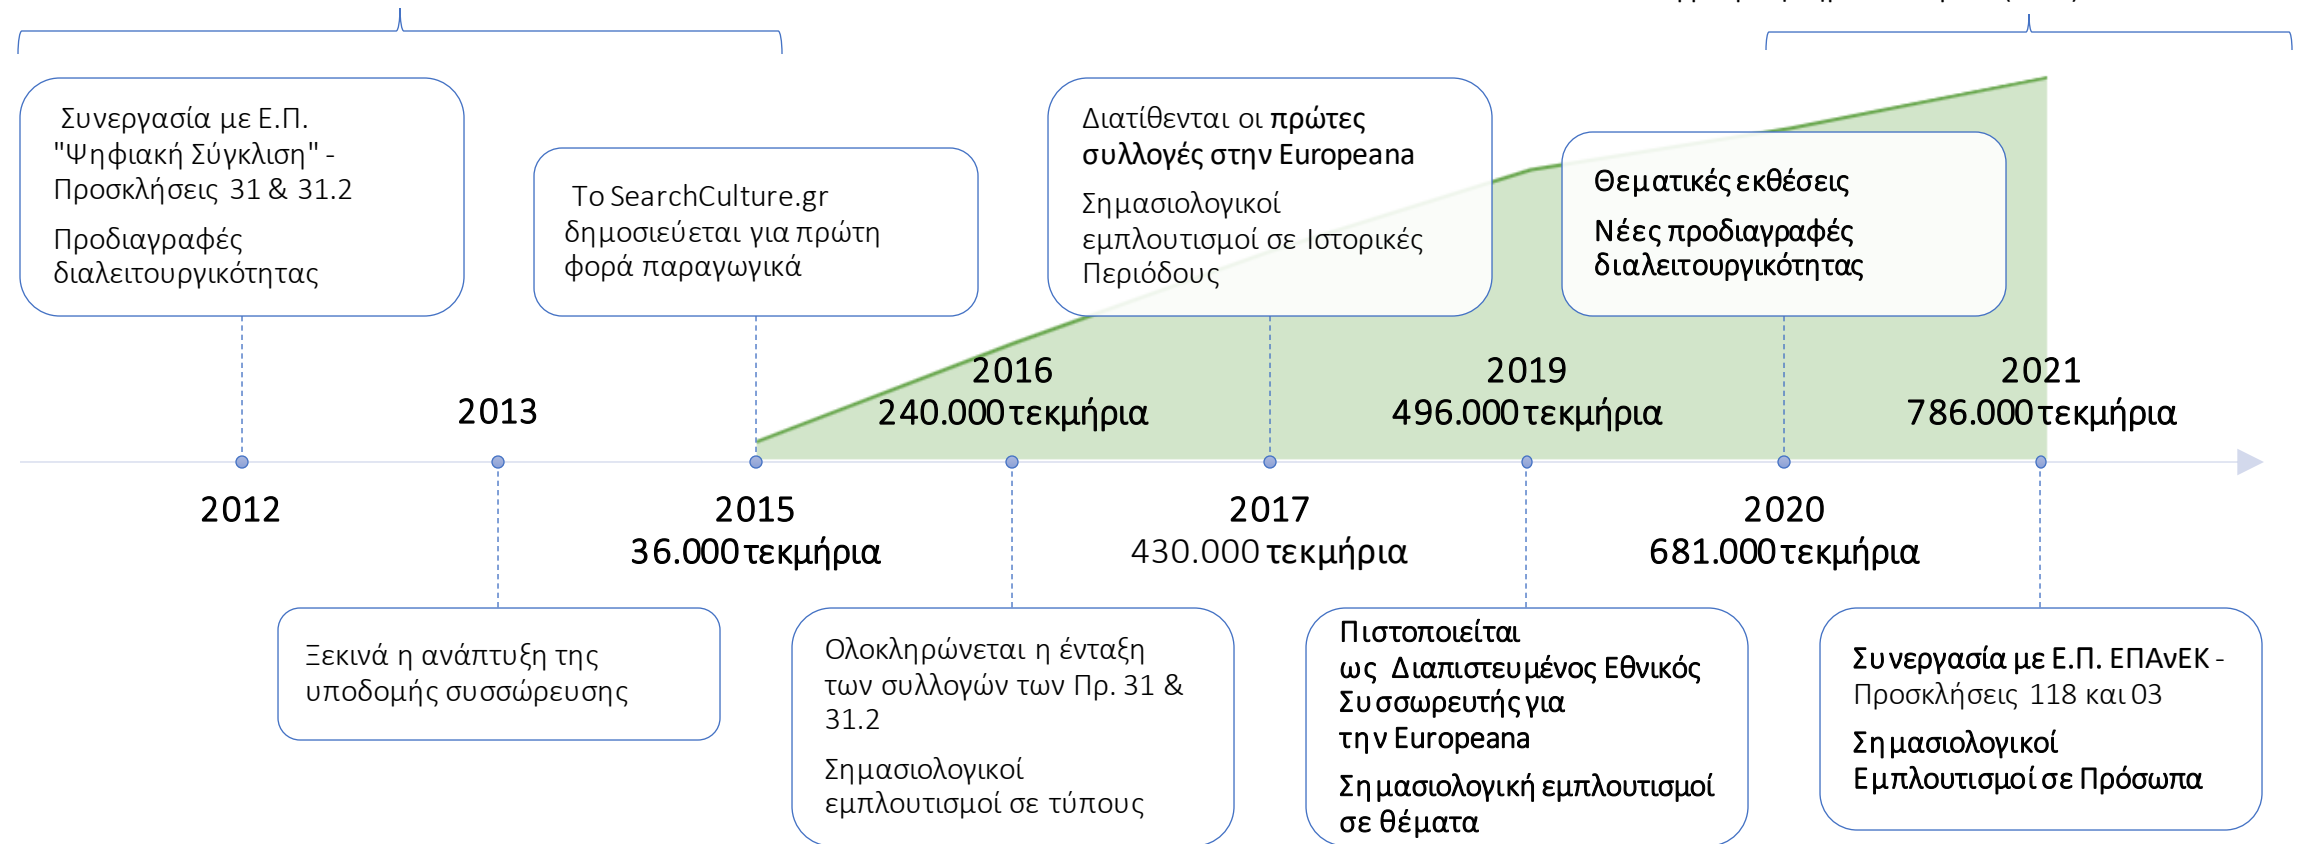 Συνεργασία με Ε.Π.
"Ψηφιακή Σύγκλιση" -
Προσκλήσεις 31 & 31.2
Προδιαγραφές
διαλειτουργικότητας
Το SearchCulture.gr
δημοσιεύεται για πρώτη
φορά παραγωγικά
Διατίθενται οι πρώτες
συλλογές στην Europeana
Σημασιολογικοί
εμπλουτισμοί σε Ιστορικές
Περιόδους
Θεματικές εκθέσεις
Νέες προδιαγραφές
διαλειτουργικότητας
2013
2016
240.000 τεκμήρια
2019
496.000 τεκμήρια
2021
786.000 τεκμήρια
2012
2015
36.000 τεκμήρια
2017
430.000 τεκμήρια
2020
681.000 τεκμήρια
Ξεκινά η ανάπτυξη της
υποδομής συσσώρευσης
Ολοκληρώνεται η ένταξη
των συλλογών των Πρ. 31 &
31.2
Σημασιολογικοί
εμπλουτισμοί σε τύπους
Πιστοποιείται
ως Διαπιστευμένος Εθνικός
Συσσωρευτής για
την Europeana
Σημασιολογική εμπλουτισμοί
σε θέματα
Συνεργασία με Ε.Π. ΕΠΑνΕΚ -
Προσκλήσεις 118 και 03
Σημασιολογικοί
Εμπλουτισμοί σε Πρόσωπα